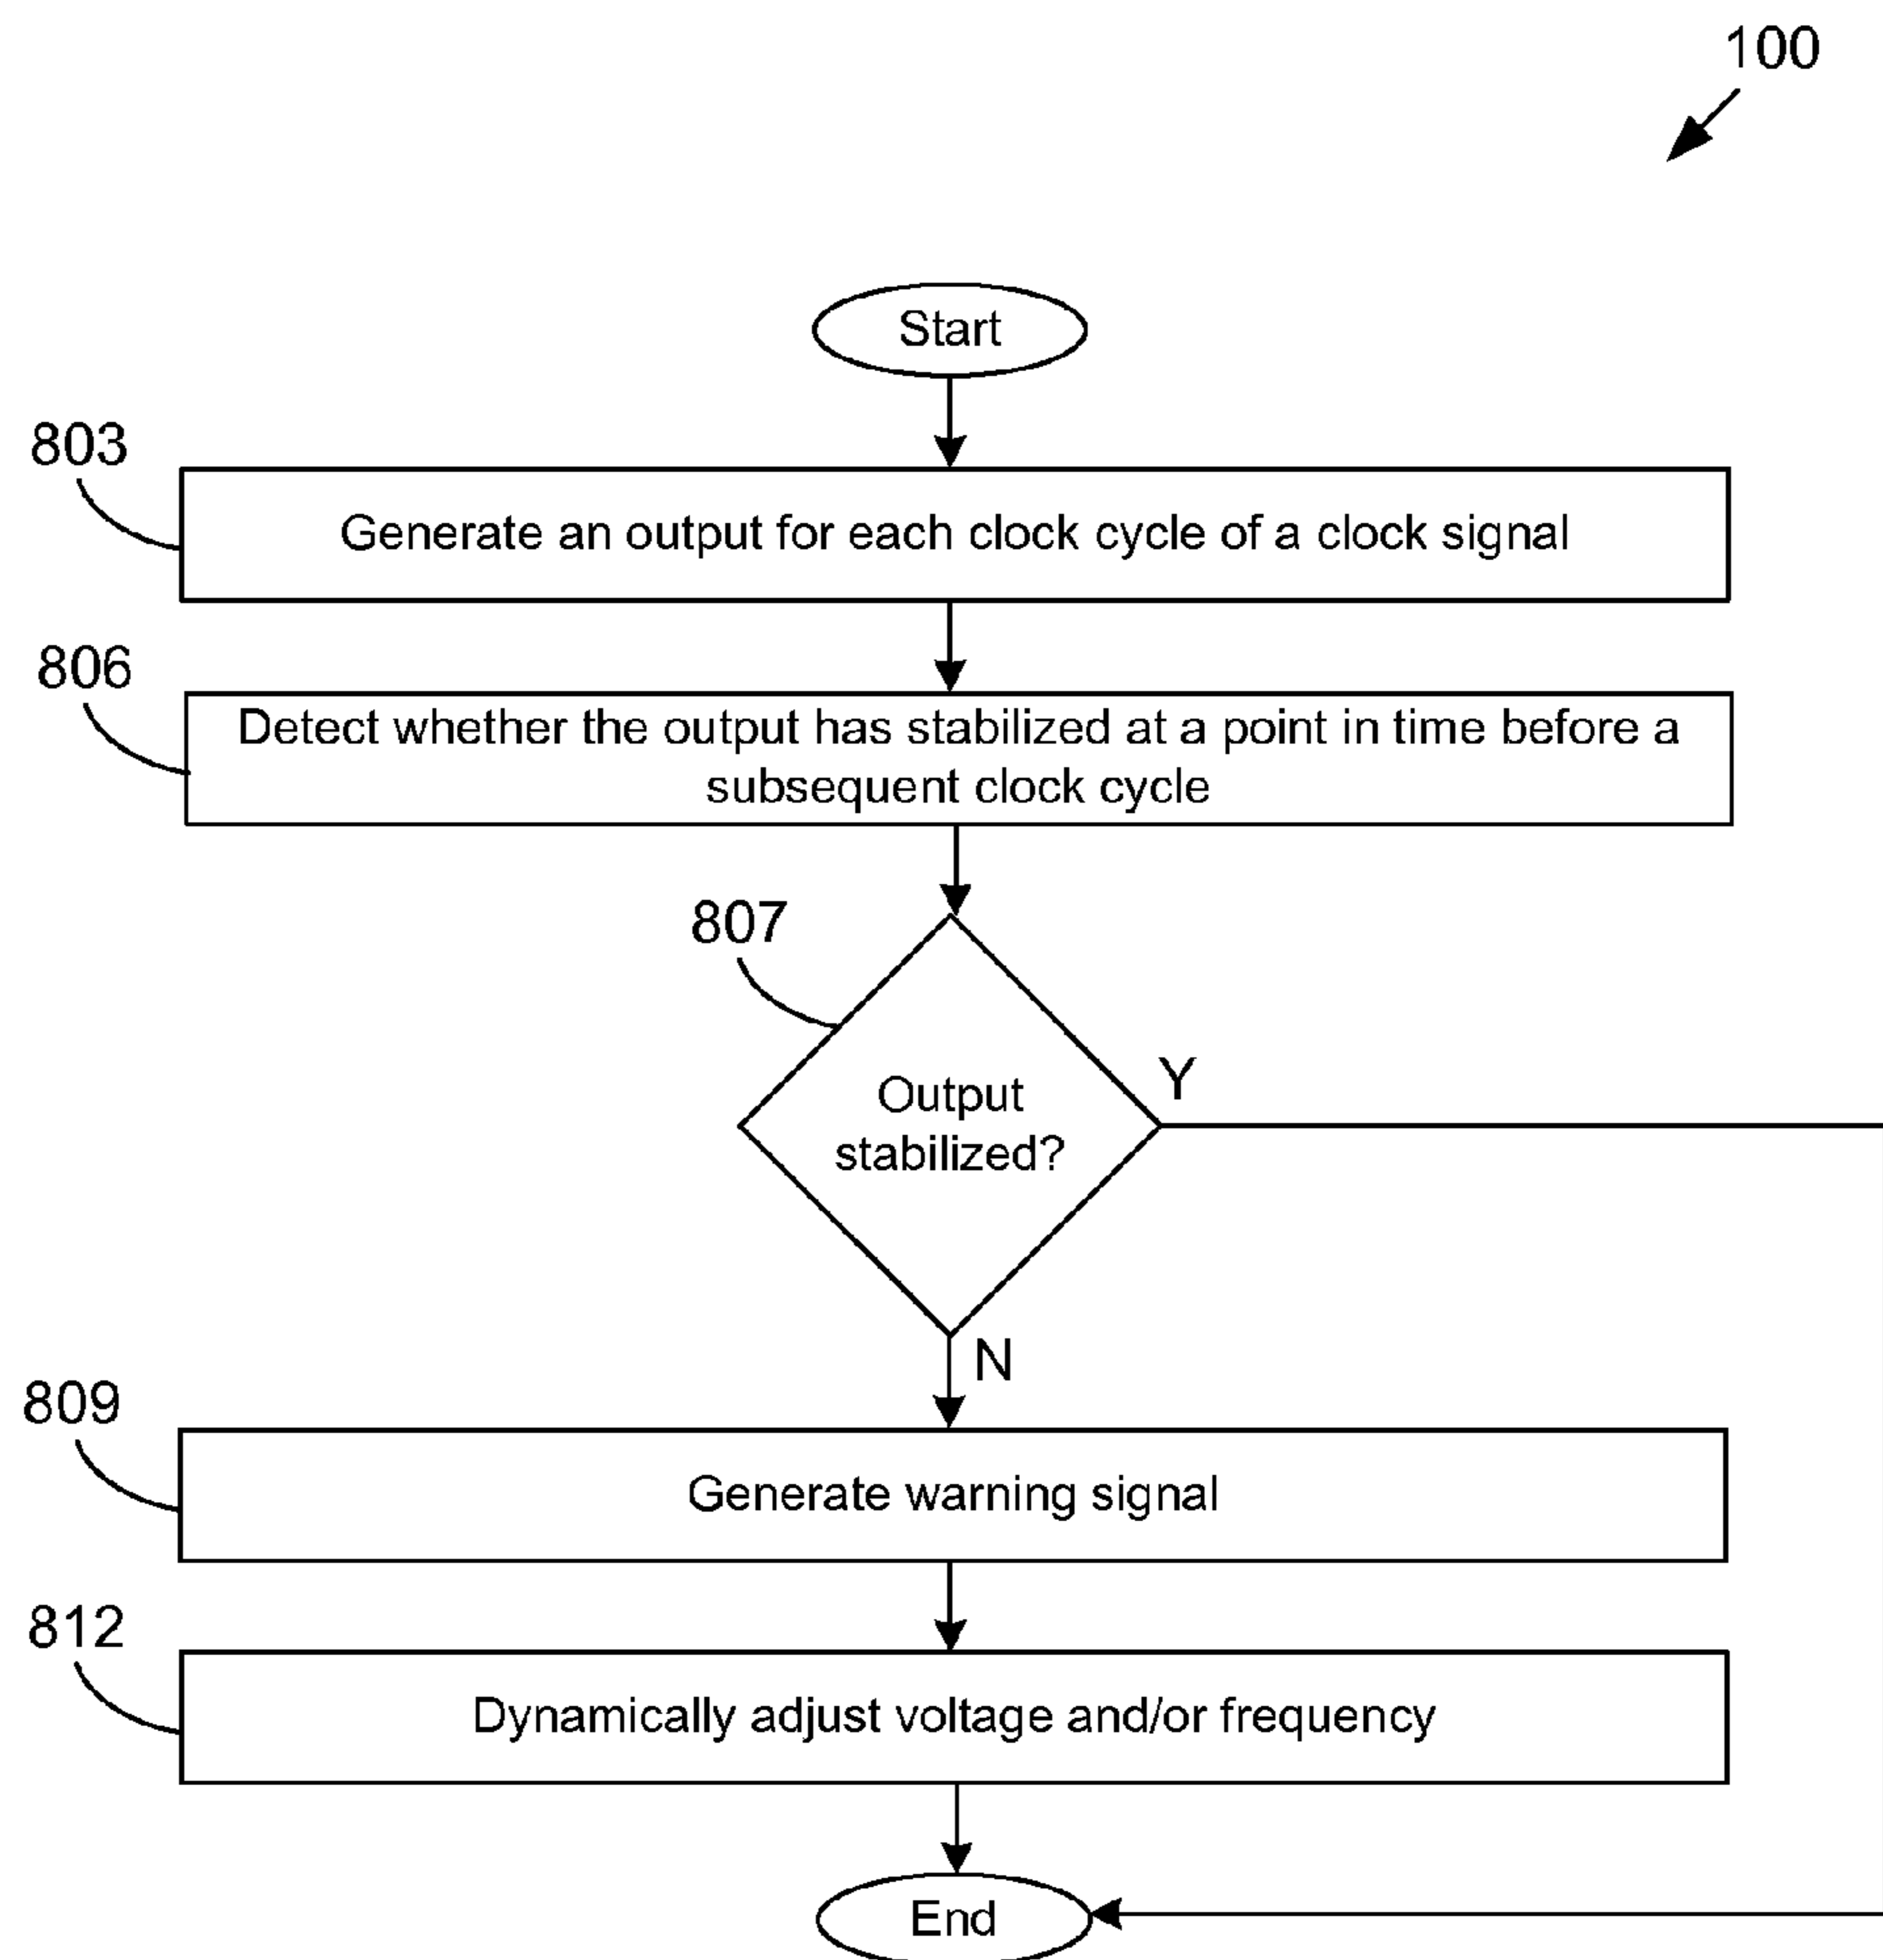 100
Start
803
Generate an output for each clock cycle of a clock signal
806
Detect whether the output has stabilized at a point in time before a
subsequent clock cycle
807
Output
stabilized?
Y
N
809
Generate warning signal
812
Dynamically adjust voltage and/or frequency
End